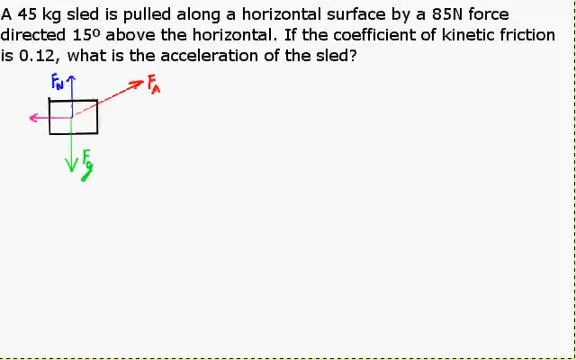 A 45 kg sled is pulled along a horizontal surface by a 85N force
directed 15º above the horizontal. If the coefficient of kinetic friction
is 0.12, what is the acceleration of the sled?
FN
FA
Fg